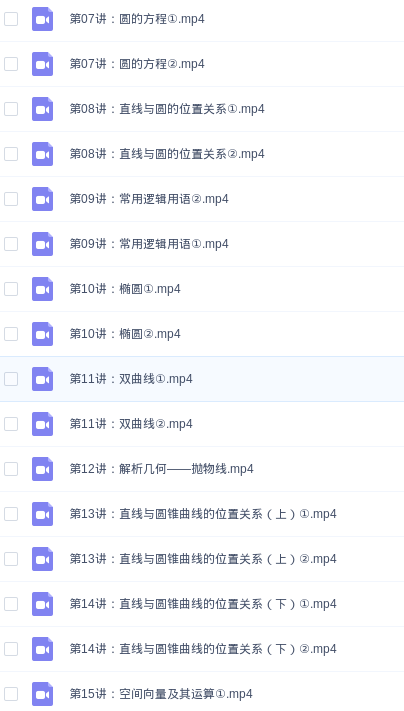 第07讲：圆的方程①.mp4
第07讲：圆的方程②.mp4
第08讲：直线与圆的位置关系①.mp4
第08讲：直线与圆的位置关系②.mp4
第09讲：常用逻辑用语②.mp4
第09讲：常用逻辑用语①.mp4
第10讲：椭圆①.mp4
第10讲：椭圆②.mp4
第11讲：双曲线①.mp4
第11讲：双曲线②.mp4
第12讲：解析几何——抛物线.mp4
第13讲：直线与圆锥曲线的位置关系（上）①.mp4
第13讲：直线与圆锥曲线的位置关系（上）②.mp4
第14讲：直线与圆锥曲线的位置关系（下）①.mp4
第14讲：直线与圆锥曲线的位置关系（下）②.mp4
第15讲：空间向量及其运算①.mp4